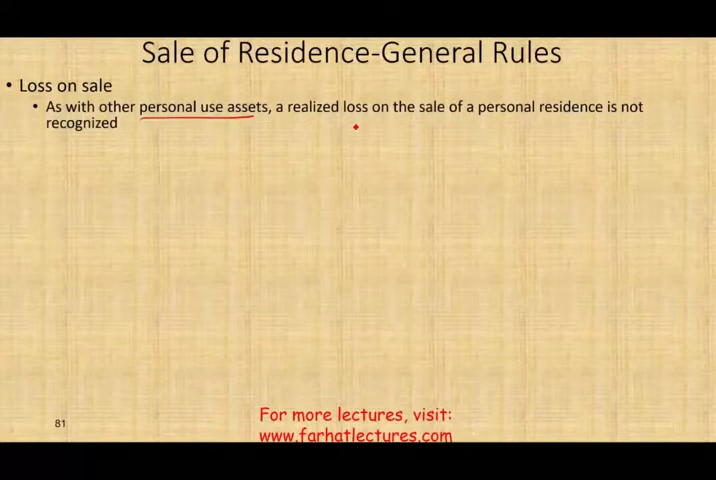 Sale of Residence-General Rules
• Loss on sale
• As with other personal use assets, a realized loss on the sale of a personal residence is not
recognized
81
For more lectures, visit:
www.farhatlectures.com